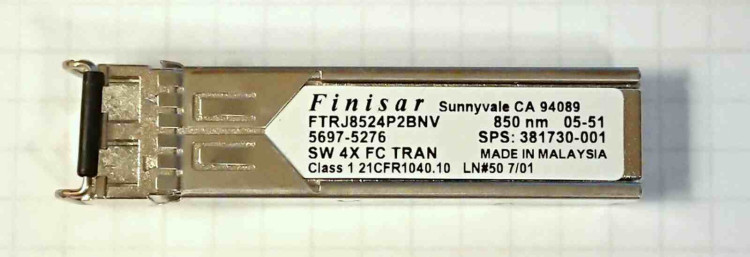 Finisar Sunnyvale CA 94089
FTRJ8524P2BNV 850 nm 05-51
5697-5276 SPS: 381730-001
SW 4X FC TRAN MADE IN MALAYSIA
Class 1 21CFR1040.10 LN#50 7/01